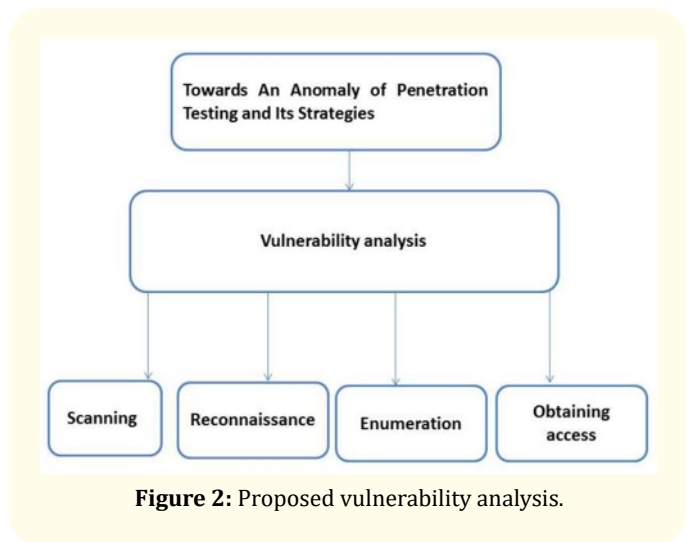 Towards An Anomaly of Penetration
Testing and Its Strategies
Vulnerability analysis
Scanning
Reconnaissance
Enumeration
Obtaining
access
Figure 2: Proposed vulnerability analysis.